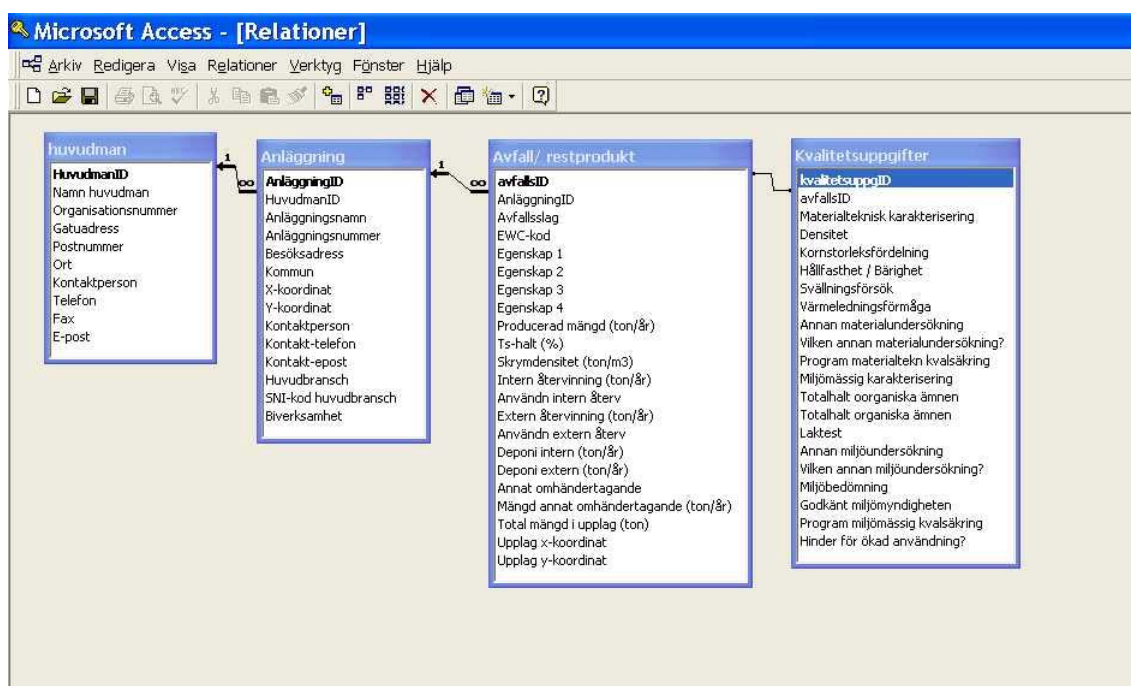 Microsoft Access - [Relationer]
Arkiv Redigera Visa Relationer Verktyg Fönster Hjälp
huvudman
HuvudmanID
Namn huvudman
Organisationsnummer
Gatuadress
Postnummer
Ort
Kontaktperson
Telefon
Fax
E-post
1
∞
Anläggning
AnläggningID
HuvudmanID
Anläggningsnamn
Anläggningsnummer
Besöksadress
Kommun
X-koordinat
Y-koordinat
Kontaktperson
Kontakt-telefon
Kontakt-epost
Huvudbransch
SNI-kod huvudbransch
Biverksamhet
1
∞
Avfall/ restprodukt
avfallsID
AnläggningID
Avfallsslag
EWC-kod
Egenskap 1
Egenskap 2
Egenskap 3
Egenskap 4
Producerad mängd (ton/år)
Ts-halt (%)
Skrymdensitet (ton/m3)
Intern återvinning (ton/år)
Användn intern återv
Extern återvinning (ton/år)
Användn extern återv
Deponi intern (ton/år)
Deponi extern (ton/år)
Annat omhändertagande
Mängd annat omhändertagande (ton/år)
Total mängd i upplag (ton)
Upplag x-koordinat
Upplag y-koordinat
Kvalitetsuppgifter
kvalitetsuppgID
avfallsID
Materialteknisk karakterisering
Densitet
Kornstorleksfördelning
Hållfasthet / Bärighet
Svällningsförsök
Värmeledningsförmåga
Annan materialundersökning
Vilken annan materialundersökning?
Program materialtekn kvalsäkring
Miljömässig karakterisering
Totalhalt oorganiska ämnen
Totalhalt organiska ämnen
Laktest
Annan miljöundersökning
Vilken annan miljöundersökning?
Miljöbedömning
Godkänt miljömyndigheten
Program miljömässig kvalsäkring
Hinder för ökad användning?